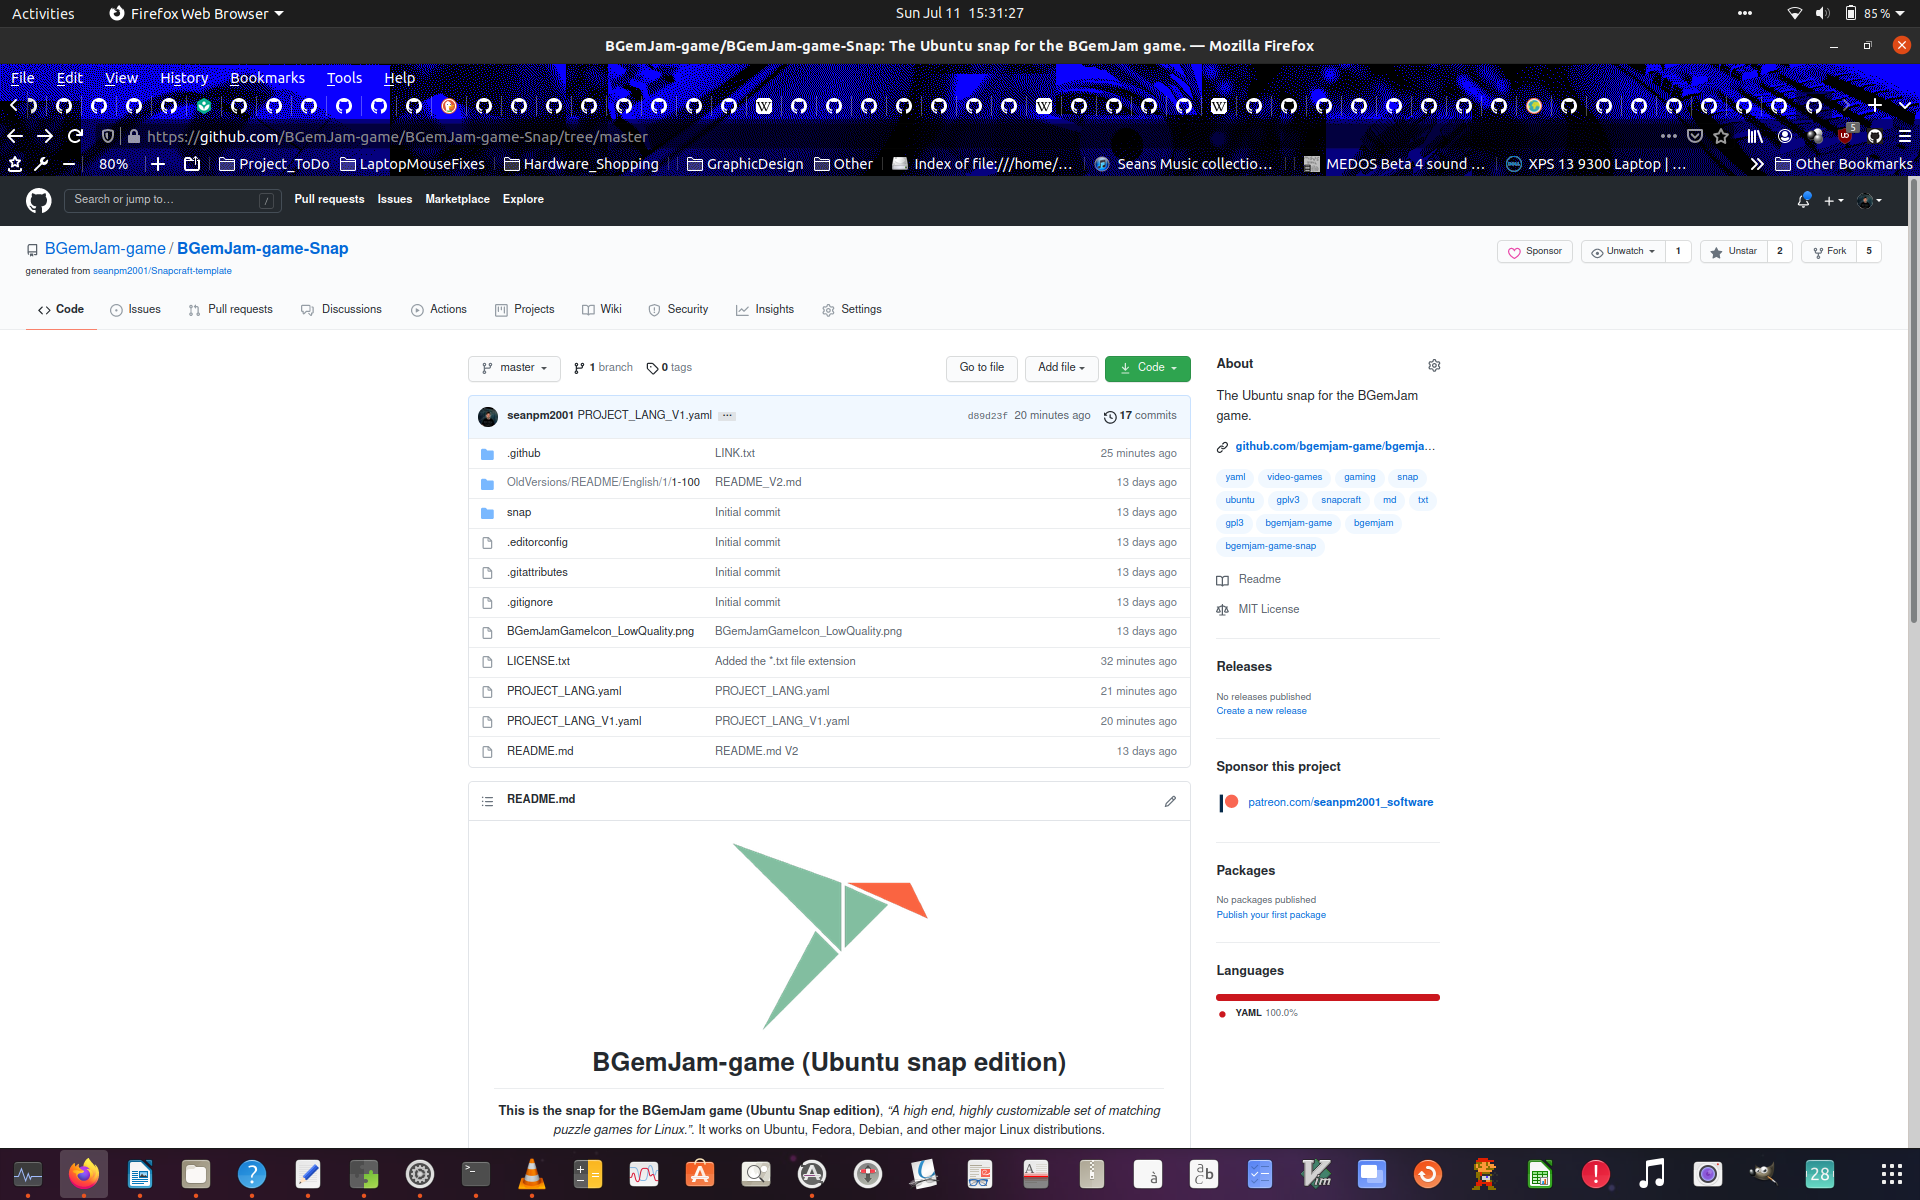 Activities
Firefox Web Browser
Sun Jul 11 15:31:27
85 %
BGemJam-game/BGemJam-game-Snap: The Ubuntu snap for the BGemJam game. — Mozilla Firefox
File Edit View History Bookmarks Tools Help
https://github.com/BGemJam-game/BGemJam-game-Snap/tree/master
5
80%
Project_ToDo
LaptopMouseFixes
Hardware_Shopping
GraphicDesign
Other
Index of file:///home/…
Seans Music collectio…
MEDOS Beta 4 sound …
XPS 13 9300 Laptop | …
Other Bookmarks
Search or jump to…
/
Pull requests Issues Marketplace Explore
BGemJam-game / BGemJam-game-Snap
Sponsor
Unwatch 1
Unstar 2
Fork 5
generated from seanpm2001/Snapcraft-template
Code
Issues
Pull requests
Discussions
Actions
Projects
Wiki
Security
Insights
Settings
master
1 branch
0 tags
Go to file
Add file
Code
seanpm2001 PROJECT_LANG_V1.yaml
d89d23f 20 minutes ago
17 commits
.github LINK.txt 25 minutes ago
OldVersions/README/English/1/1-100 README_V2.md 13 days ago
snap Initial commit 13 days ago
.editorconfig Initial commit 13 days ago
.gitattributes Initial commit 13 days ago
.gitignore Initial commit 13 days ago
BGemJamGameIcon_LowQuality.png BGemJamGameIcon_LowQuality.png 13 days ago
LICENSE.txt Added the *.txt file extension 32 minutes ago
PROJECT_LANG.yaml PROJECT_LANG.yaml 21 minutes ago
PROJECT_LANG_V1.yaml PROJECT_LANG_V1.yaml 20 minutes ago
README.md README.md V2 13 days ago
README.md
BGemJam-game (Ubuntu snap edition)
This is the snap for the BGemJam game (Ubuntu Snap edition), “A high end, highly customizable set of matching
puzzle games for Linux.”. It works on Ubuntu, Fedora, Debian, and other major Linux distributions.
About
The Ubuntu snap for the BGemJam
game.
github.com/bgemjam-game/bgemja…
yaml video-games gaming snap
ubuntu gplv3 snapcraft md txt
gpl3 bgemjam-game bgemjam
bgemjam-game-snap
Readme
MIT License
Releases
No releases published
Create a new release
Sponsor this project
patreon.com/seanpm2001_software
Packages
No packages published
Publish your first package
Languages
YAML 100.0%
28